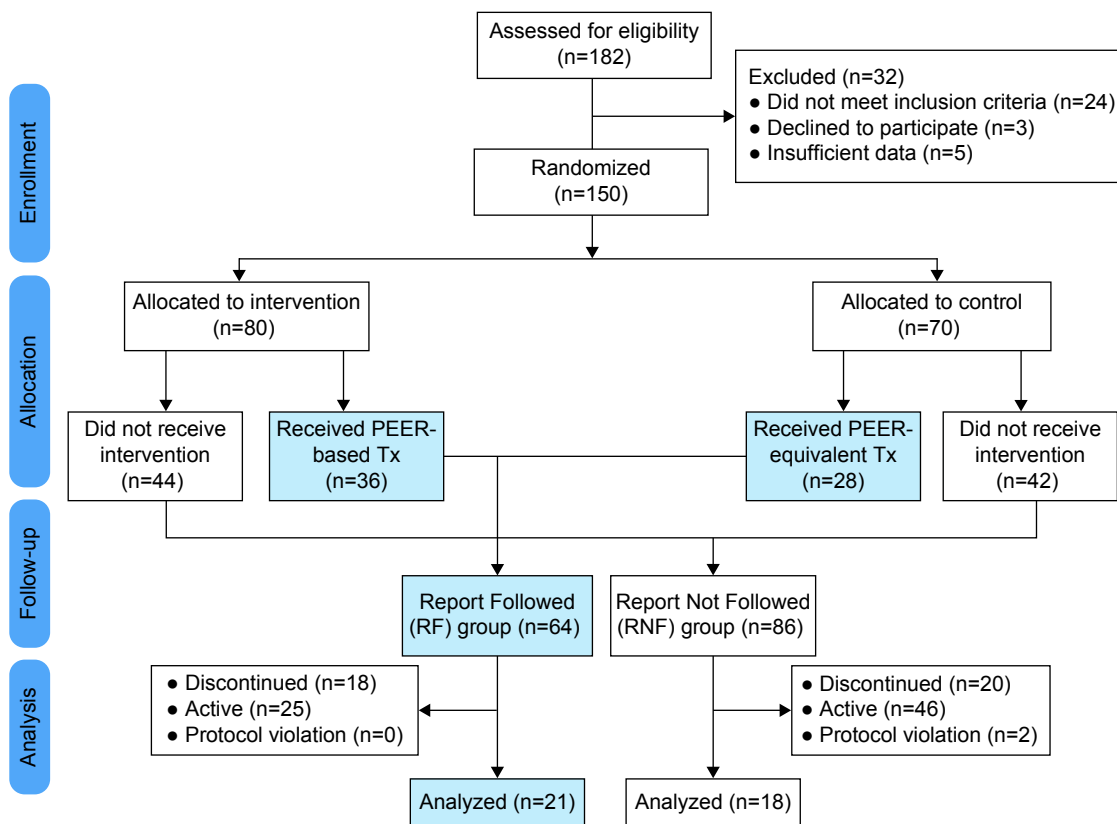 Assessed for eligibility
(n=182)
Excluded (n=32)
● Did not meet inclusion criteria (n=24)
● Declined to participate (n=3)
● Insufficient data (n=5)
Enrollment
Randomized
(n=150)
Allocation
Allocated to intervention
(n=80)
Allocated to control
(n=70)
Did not receive
intervention
(n=44)
Received PEER-
based Tx
(n=36)
Received PEER-
equivalent Tx
(n=28)
Did not receive
intervention
(n=42)
Follow-up
Report Followed
(RF) group (n=64)
Report Not Followed
(RNF) group (n=86)
Analysis
● Discontinued (n=18)
● Active (n=25)
● Protocol violation (n=0)
● Discontinued (n=20)
● Active (n=46)
● Protocol violation (n=2)
Analyzed (n=21)
Analyzed (n=18)